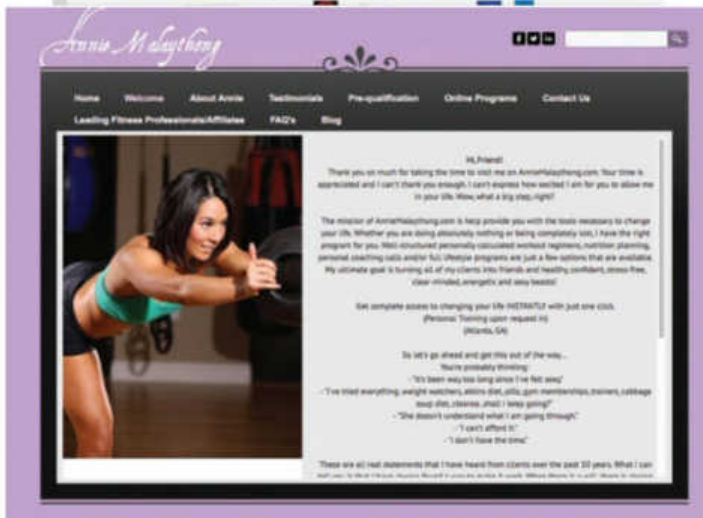 Annie Malaythong
Home Welcome About Annie Testimonials Pre-qualification Online Programs Contact Us
Leading Fitness Professionals/Affiliates FAQ's Blog
Hi, Friend!
Thank you so much for taking the time to visit me on AnnieMalaythong.com. Your time is
appreciated and I can't thank you enough. I can't express how excited I am for you to allow me
in your life. Wow, what a big step, right?
The mission of AnnieMalaythong.com is help provide you with the tools necessary to change
your life. Whether you are doing absolutely nothing or being completely lost, I have the right
program for you. Well-structured personally calculated workout regimens, nutrition planning,
personal coaching calls and/or full lifestyle programs are just a few options that are available.
My ultimate goal is turning all of my clients into friends and healthy, confident, stress-free,
clear-minded, energetic and sexy beasts!
Get complete access to changing your life INSTANTLY with just one click.
(Personal Training upon request in)
(Atlanta, GA)
So let's go ahead and get this out of the way...
You're probably thinking:
- "It's been way too long since I've felt sexy."
- "I've tried everything, weight watchers, atkins diet, pills, gym memberships, trainers, cabbage
soup diet, cleanse, shall I keep going?"
- "She doesn't understand what I am going through."
- "I can't afford it."
- "I don't have the time."
These are all real statements that I have heard from clients over the past 10 years. What I can